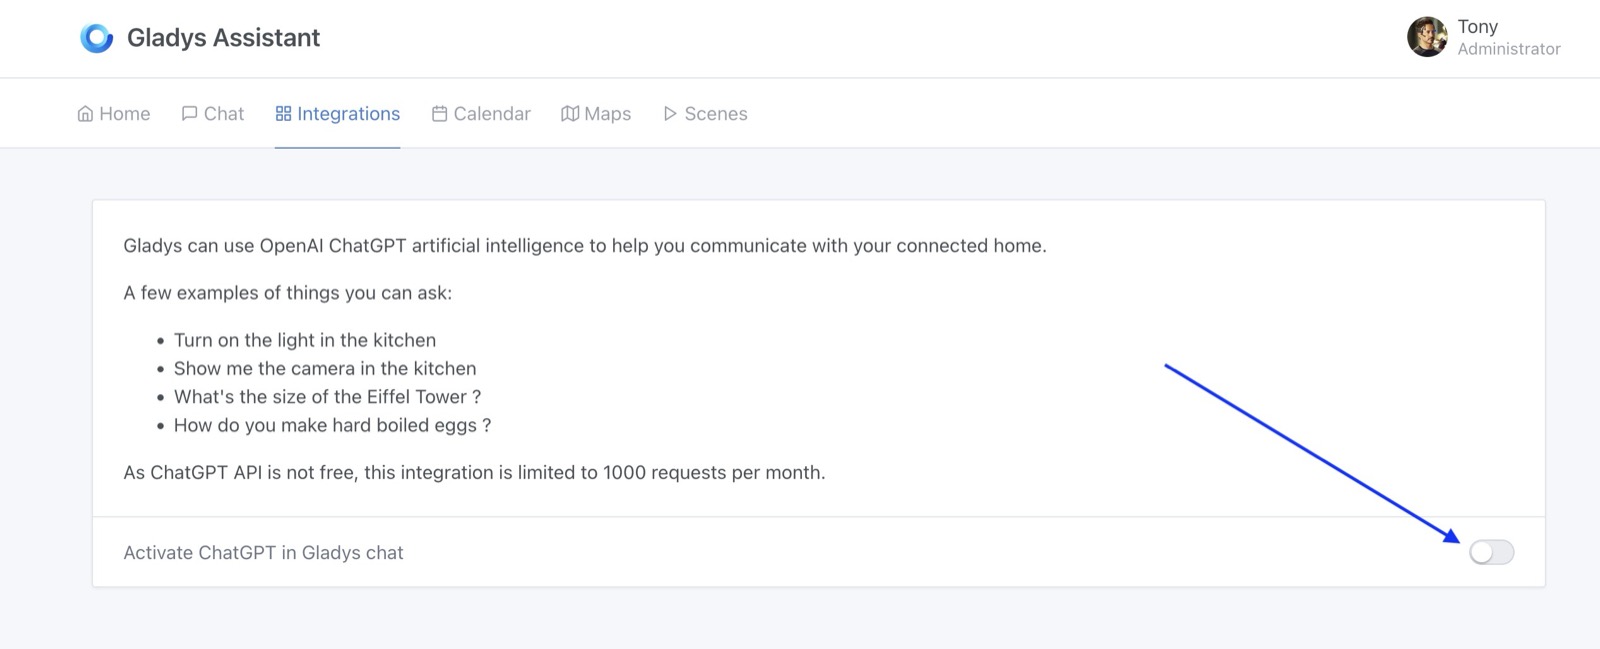 Gladys Assistant
Tony
Administrator
Home Chat Integrations Calendar Maps Scenes
Gladys can use OpenAI ChatGPT artificial intelligence to help you communicate with your connected home.
A few examples of things you can ask:
• Turn on the light in the kitchen
• Show me the camera in the kitchen
• What's the size of the Eiffel Tower ?
• How do you make hard boiled eggs ?
As ChatGPT API is not free, this integration is limited to 1000 requests per month.
Activate ChatGPT in Gladys chat